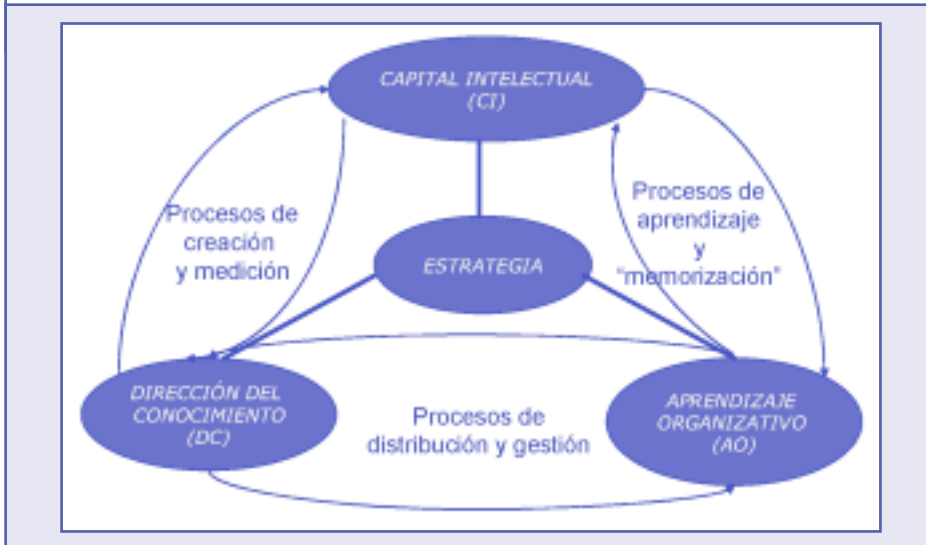 CAPITAL INTELECTUAL
(CI)
Procesos de
creación
y medición
Procesos de
aprendizaje
y
“memorización”
ESTRATEGIA
DIRECCIÓN DEL
CONOCIMIENTO
(DC)
Procesos de
distribución y gestión
APRENDIZAJE
ORGANIZATIVO
(AO)